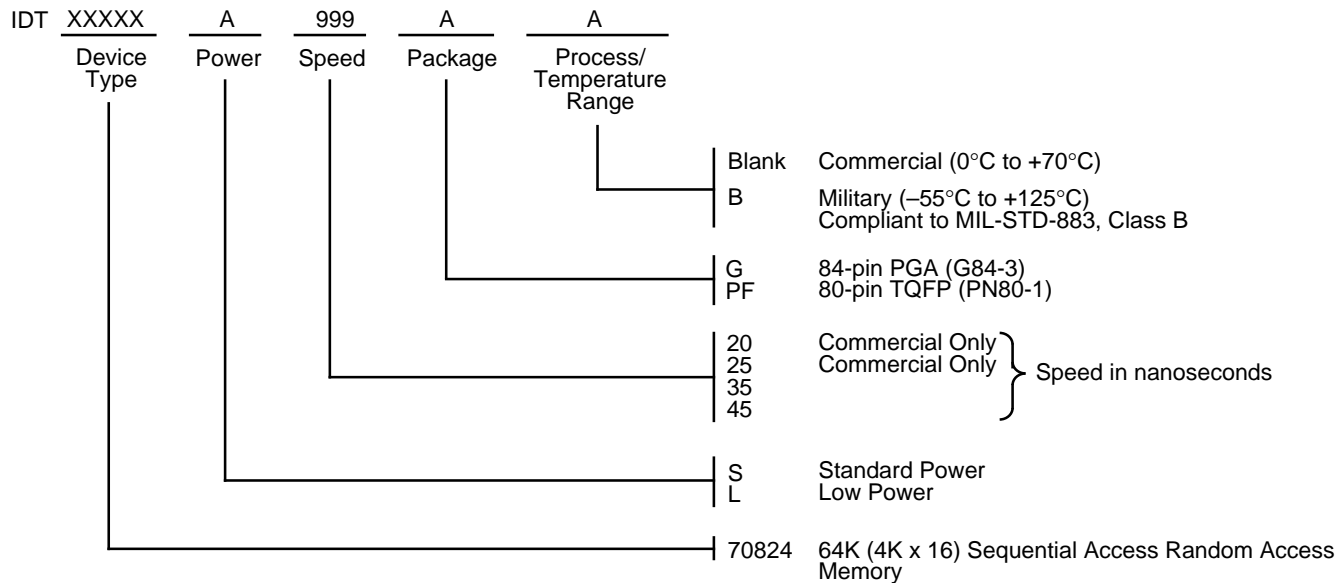 IDT XXXXX A 999 A A
Device Type Power Speed Package Process/ Temperature Range
Blank Commercial (0°C to +70°C)
B Military (–55°C to +125°C)
Compliant to MIL-STD-883, Class B
G 84-pin PGA (G84-3)
PF 80-pin TQFP (PN80-1)
20 Commercial Only
25 Commercial Only
35
45
Speed in nanoseconds
S Standard Power
L Low Power
70824 64K (4K x 16) Sequential Access Random Access
Memory